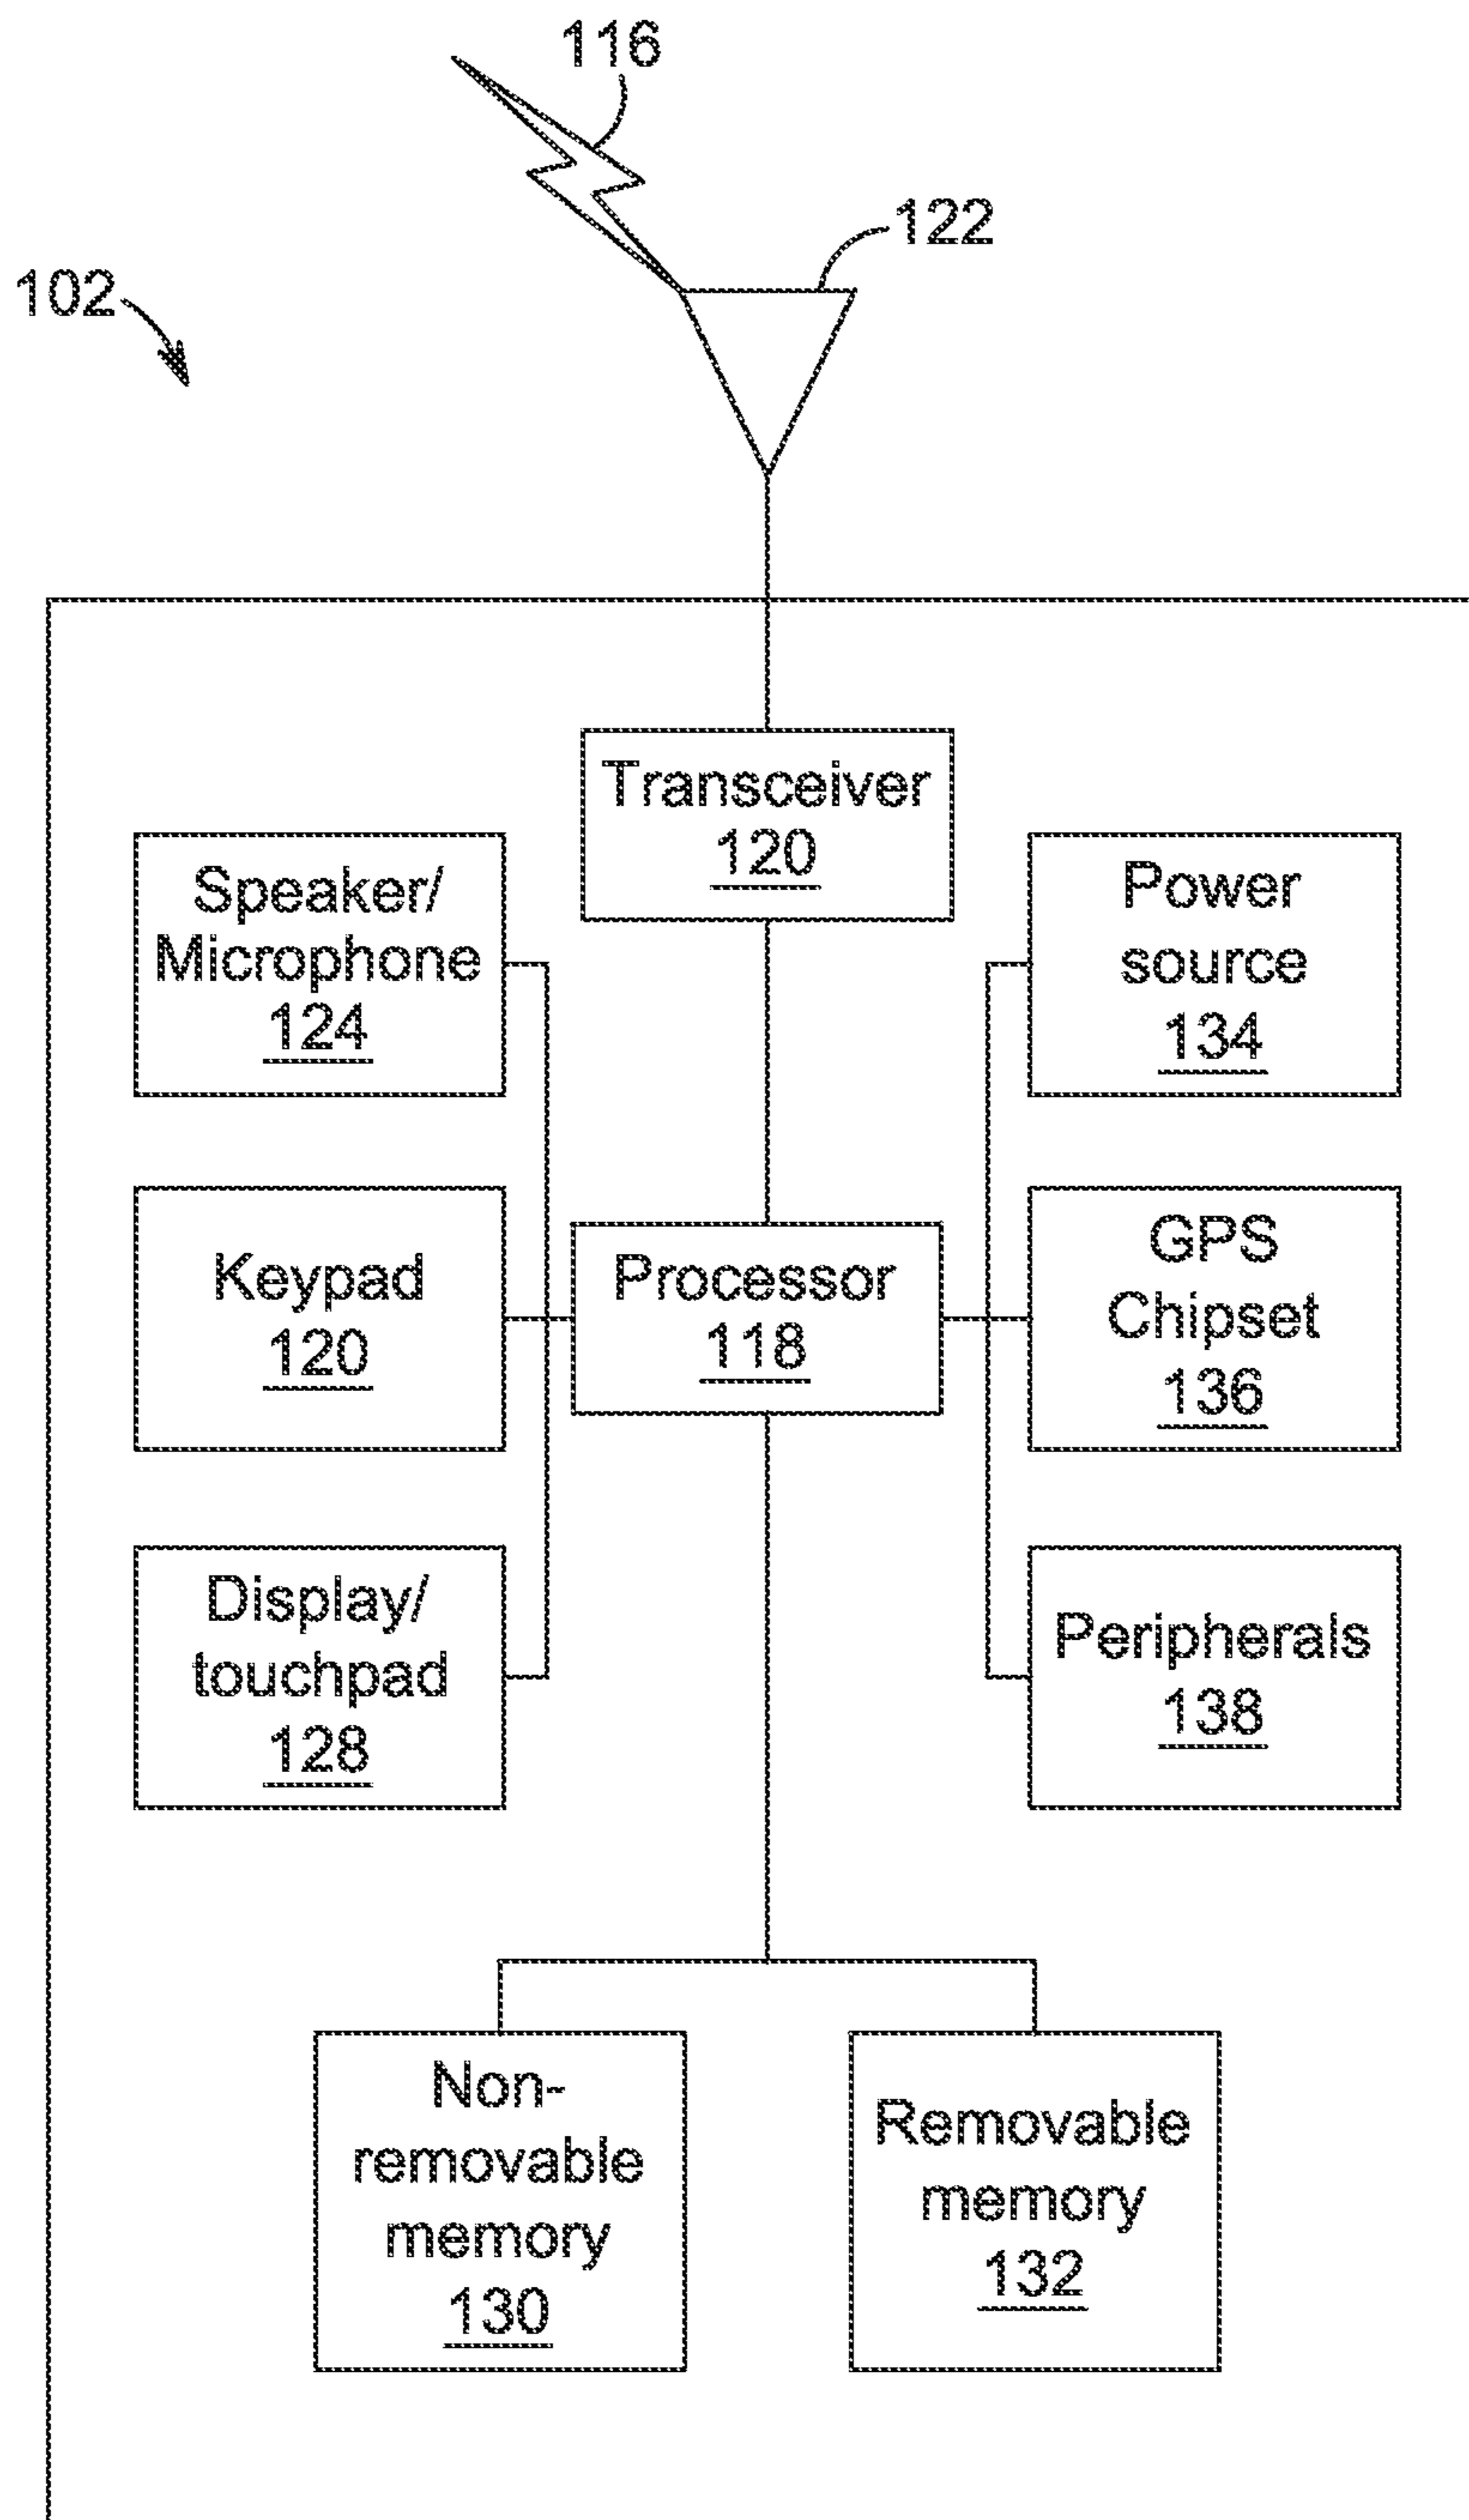 116
122
102
Transceiver
120
Speaker/
Microphone
124
Power
source
134
Keypad
120
Processor
118
GPS
Chipset
136
Display/
touchpad
128
Peripherals
138
Non-
removable
memory
130
Removable
memory
132